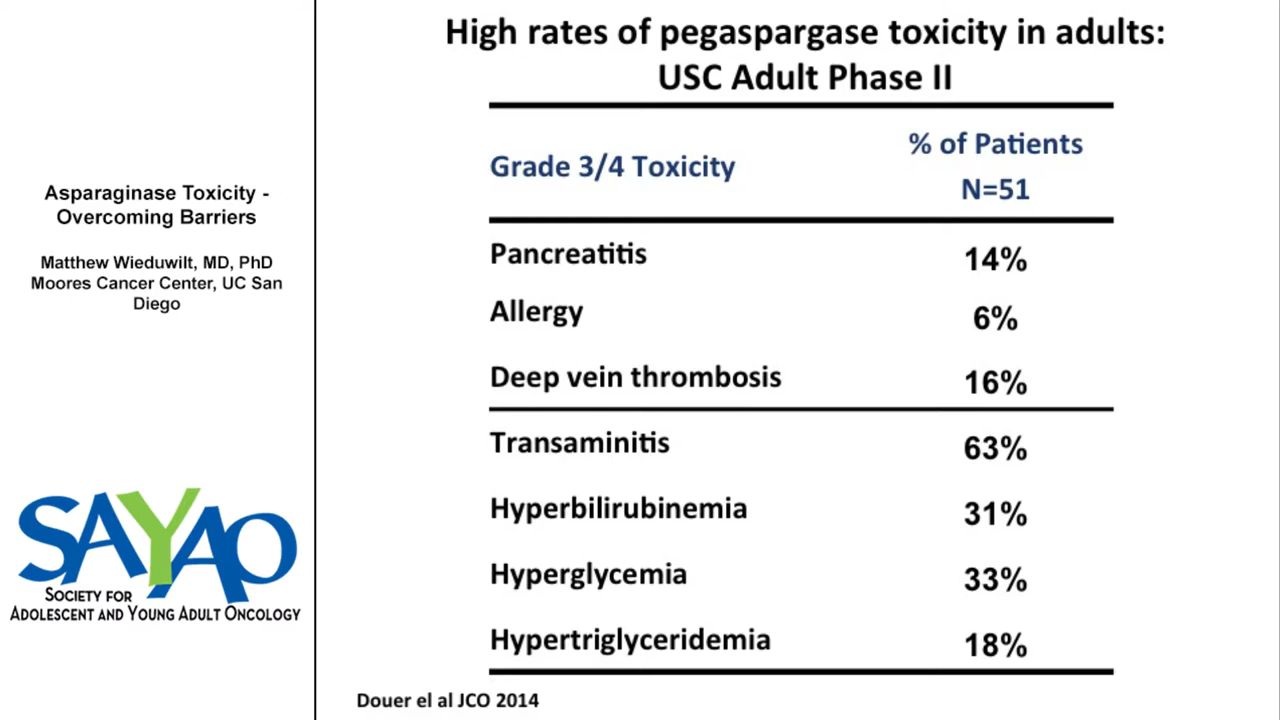 Asparaginase Toxicity -
Overcoming Barriers
Matthew Wieduwilt, MD, PhD
Moores Cancer Center, UC San
Diego
SAYAO
SOCIETY FOR
ADOLESCENT AND YOUNG ADULT ONCOLOGY
High rates of pegaspargase toxicity in adults:
USC Adult Phase II
Grade 3/4 Toxicity % of Patients
N=51
Pancreatitis 14%
Allergy 6%
Deep vein thrombosis 16%
Transaminitis 63%
Hyperbilirubinemia 31%
Hyperglycemia 33%
Hypertriglyceridemia 18%
Douer el al JCO 2014